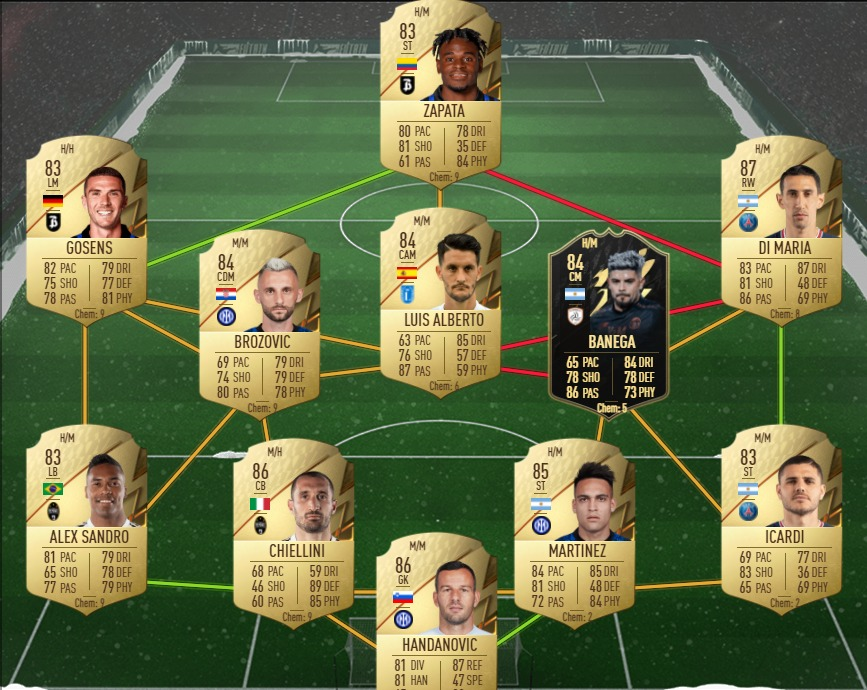 H/M
83
ST
ZAPATA
80 PAC 78 DRI
81 SHO 35 DEF
61 PAS 84 PHY
Chem: 9
H/H
83
LM
GOSENS
82 PAC 79 DRI
75 SHO 77 DEF
78 PAS 81 PHY
Chem: 9
H/M
87
RW
DI MARIA
83 PAC 87 DRI
81 SHO 48 DEF
86 PAS 69 PHY
Chem: 8
M/M
84
CDM
BROZOVIC
69 PAC 79 DRI
74 SHO 79 DEF
80 PAS 78 PHY
Chem: 9
M/M
84
CAM
LUIS ALBERTO
63 PAC 85 DRI
76 SHO 57 DEF
87 PAS 59 PHY
Chem: 6
H/M
84
CM
BANEGA
65 PAC 84 DRI
78 SHO 78 DEF
86 PAS 73 PHY
Chem: 5
H/M
83
LB
ALEX SANDRO
81 PAC 79 DRI
65 SHO 78 DEF
77 PAS 79 PHY
Chem: 9
M/H
86
CB
CHIELLINI
68 PAC 59 DRI
46 SHO 89 DEF
60 PAS 85 PHY
Chem: 9
M/M
85
ST
MARTINEZ
84 PAC 85 DRI
81 SHO 48 DEF
72 PAS 84 PHY
Chem: 2
M/M
83
ST
ICARDI
69 PAC 77 DRI
83 SHO 36 DEF
65 PAS 69 PHY
Chem: 2
M/M
86
GK
HANDANOVIC
81 DIV 87 REF
81 HAN 47 SPE